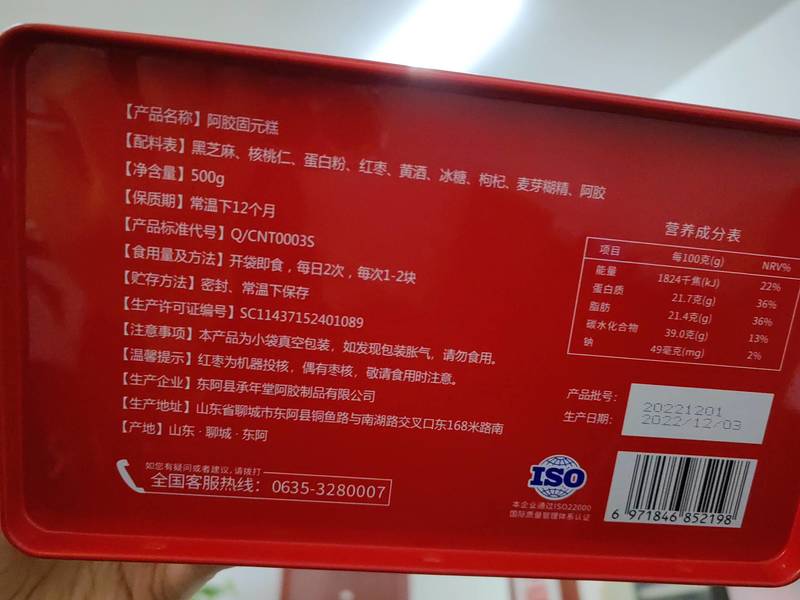 【产品名称】阿胶固元糕
【配料表】黑芝麻、核桃仁、蛋白粉、红枣、黄酒、冰糖、枸杞、麦芽糊精、阿胶
【净含量】500g
【保质期】常温下12个月
【产品标准代号】Q/CNT0003S
【食用量及方法】开袋即食，每日2次，每次1-2块
【贮存方法】密封、常温下保存
【生产许可证编号】SC11437152401089
【注意事项】本产品为小袋真空包装，如发现包装胀气，请勿食用。
【温馨提示】红枣为机器投核，偶有枣核，敬请食用时注意。
【生产企业】东阿县承年堂阿胶制品有限公司
【生产地址】山东省聊城市东阿县铜鱼路与南湖路交叉口东168米路南
【产地】山东·聊城·东阿
如您有疑问或者建议，请拨打
全国客服热线：0635-3280007
营养成分表
项目 每100克(g) NRV%
能量 1824千焦(kJ) 22%
蛋白质 21.7克(g) 36%
脂肪 21.4克(g) 36%
碳水化合物 39.0克(g) 13%
钠 49毫克(mg) 2%
产品批号： 20221201
生产日期： 2022/12/03
ISO
本企业通过ISO22000
国际质量管理体系认证
6 971846 852198